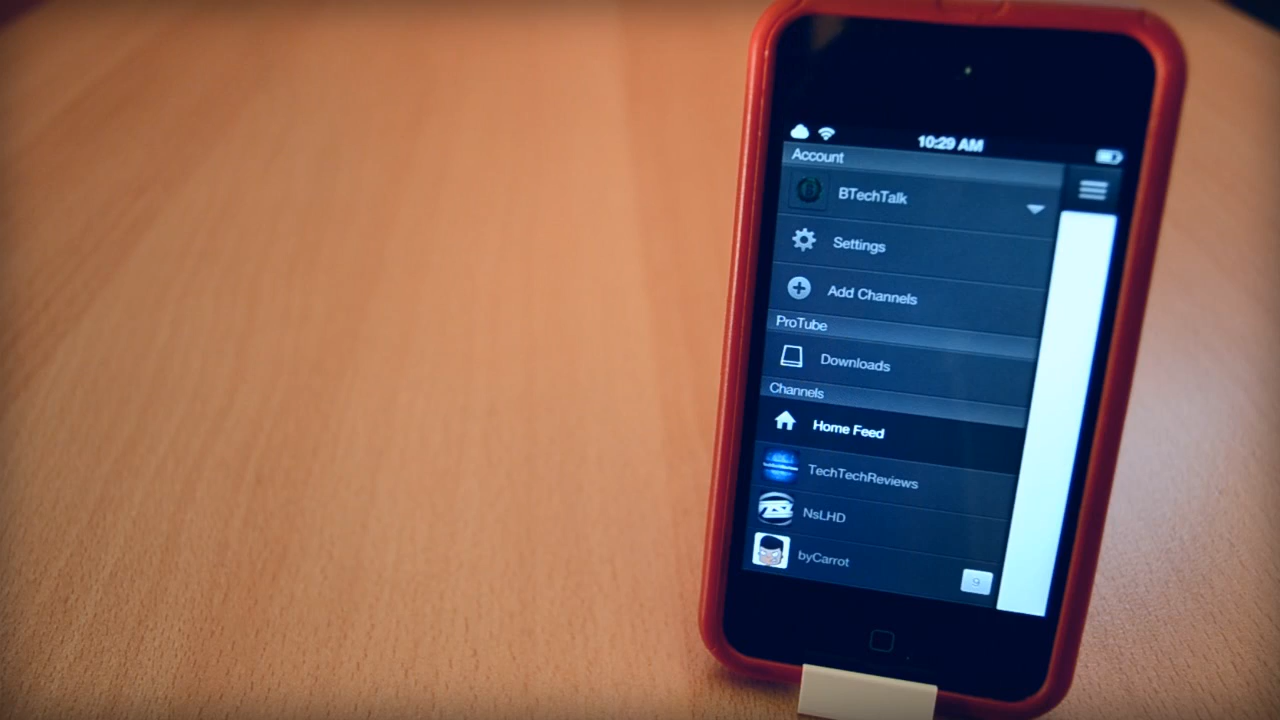 10:29 AM
Account
BTechTalk
Settings
Add Channels
ProTube
Downloads
Channels
Home Feed
TechTechReviews
NsLHD
byCarrot
9